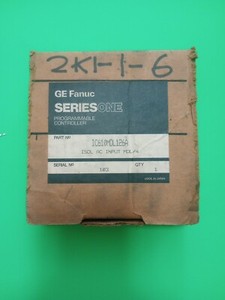 2K1-1-6
GE Fanuc
SERIES ONE
PROGRAMMABLE
CONTROLLER
PART Nº
IC610MDL126A
SERIAL Nº
QTY
1